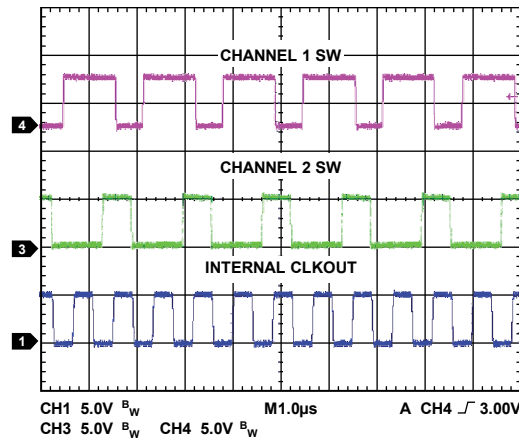 CHANNEL 1 SW
4
CHANNEL 2 SW
3
INTERNAL CLKOUT
1
CH1 5.0V BW M1.0µs A CH4 3.00V
CH3 5.0V BW CH4 5.0V BW